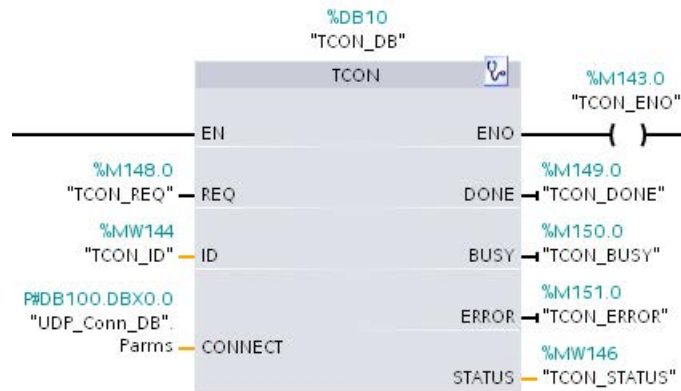 %DB10
"TCON_DB"
TCON
%M143.0
"TCON_ENO"
EN
ENO
%M148.0
"TCON_REQ"
REQ
%M149.0
DONE
"TCON_DONE"
%MW144
"TCON_ID"
ID
%M150.0
BUSY
"TCON_BUSY"
P#DB100.DBX0.0
"UDP_Conn_DB".
Parms
CONNECT
%M151.0
ERROR
"TCON_ERROR"
%MW146
STATUS
"TCON_STATUS"